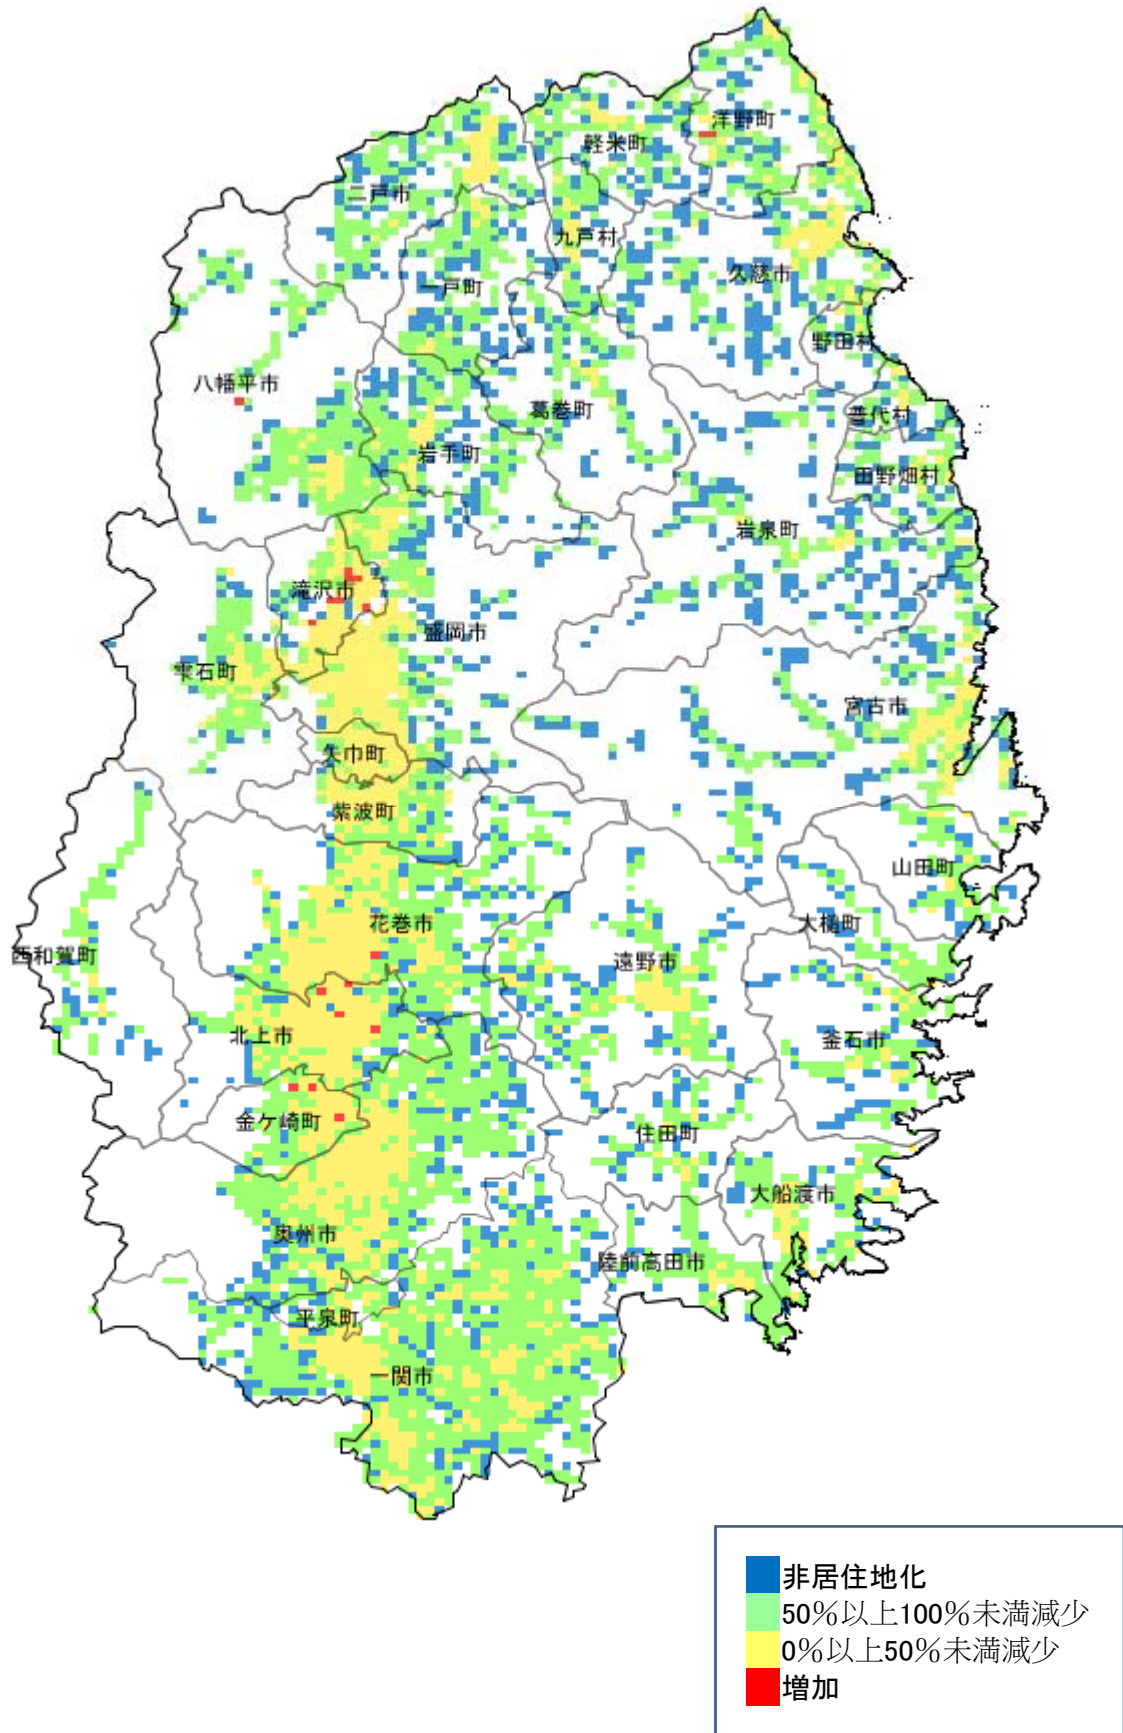 洋野町
軽米町
二戸市
九戸村
久慈市
一戸町
野田村
八幡平市
葛巻町
普代村
岩手町
田野畑村
岩泉町
滝沢市
盛岡市
雫石町
宮古市
矢巾町
紫波町
山田町
花巻市
大槌町
西和賀町
遠野市
北上市
釜石市
金ケ崎町
住田町
大船渡市
奥州市
陸前高田市
平泉町
一関市
非居住地化
50%以上100%未満減少
0%以上50%未満減少
増加